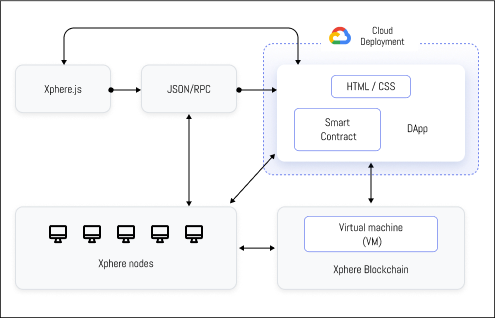 Cloud
Deployment
Xphere.js
JSON/RPC
HTML / CSS
Smart
Contract
DApp
Xphere nodes
Virtual machine
(VM)
Xphere Blockchain